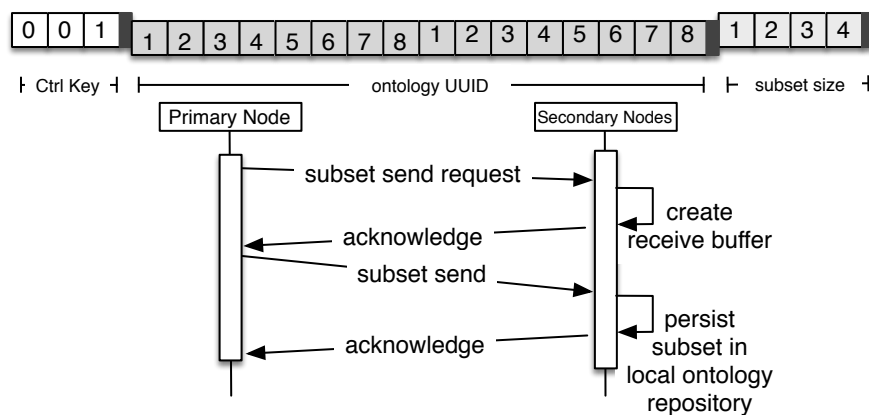 0 0 1 1 2 3 4 5 6 7 8 1 2 3 4 5 6 7 8 1 2 3 4
Ctrl Key ontology UUID subset size
Primary Node Secondary Nodes
subset send request
create
receive buffer
acknowledge
subset send
persist
subset in
local ontology
repository
acknowledge